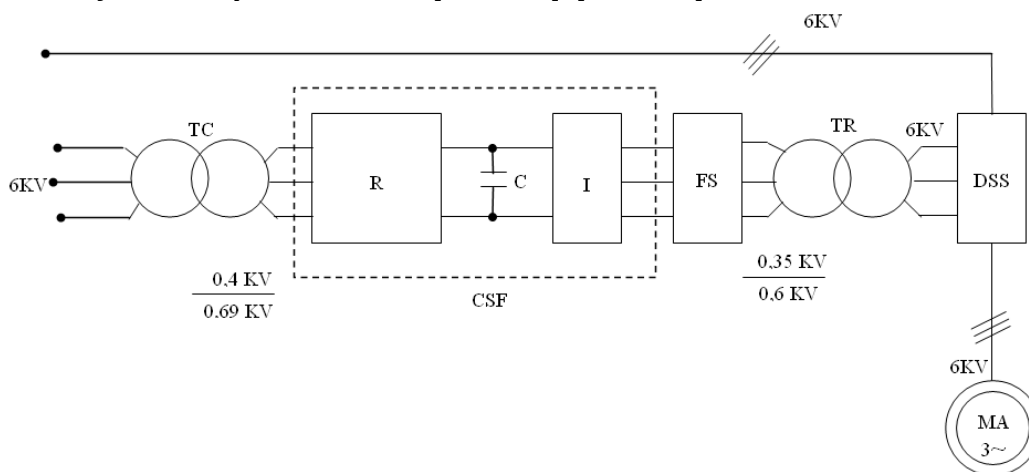 6KV
TC
TR
6KV
6KV
R
C
I
FS
DSS
0,4 KV
0,69 KV
CSF
0,35 KV
0,6 KV
6KV
MA
3~